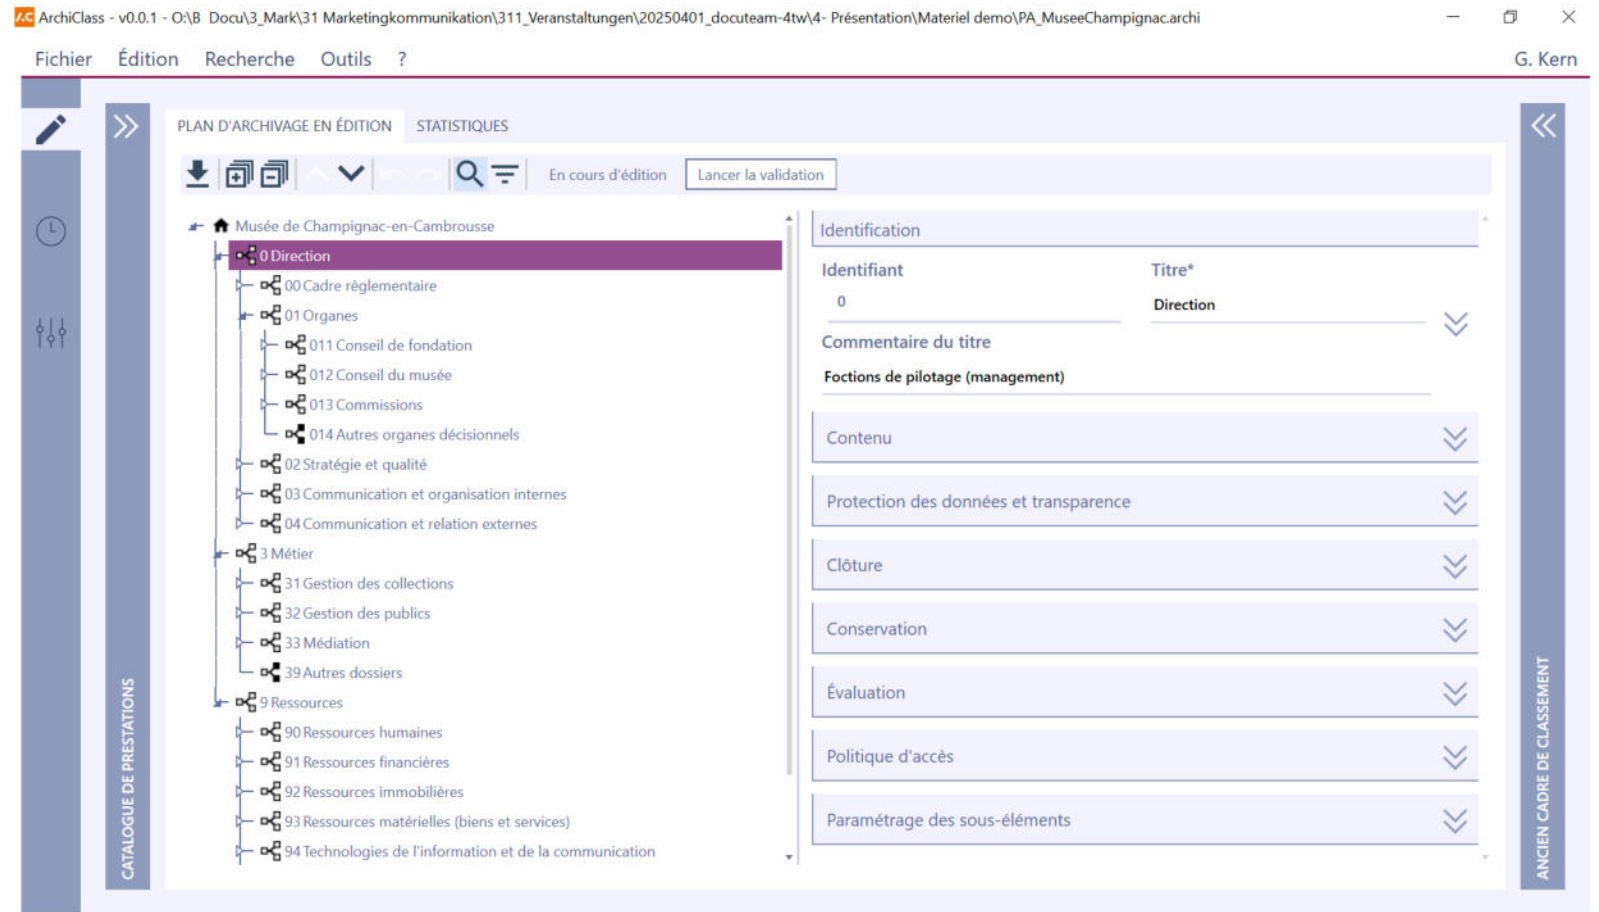 A.C ArchiClass - v0.0.1 - O:\B_Docu\3_Mark\31 Marketingkommunikation\311_Veranstaltungen\20250401_docuteam-4tw\4- Présentation\Materiel demo\PA_MuseeChampignac.archi
Fichier Édition Recherche Outils ? G. Kern
PLAN D'ARCHIVAGE EN ÉDITION STATISTIQUES
En cours d'édition Lancer la validation
Musée de Champignac-en-Cambrousse
0 Direction
00 Cadre règlementaire
01 Organes
011 Conseil de fondation
012 Conseil du musée
013 Commissions
014 Autres organes décisionnels
02 Stratégie et qualité
03 Communication et organisation internes
04 Communication et relation externes
3 Métier
31 Gestion des collections
32 Gestion des publics
33 Médiation
39 Autres dossiers
9 Ressources
90 Ressources humaines
91 Ressources financières
92 Ressources immobilières
93 Ressources matérielles (biens et services)
94 Technologies de l'information et de la communication
Identification
Identifiant Titre*
0 Direction
Commentaire du titre
Foctions de pilotage (management)
Contenu
Protection des données et transparence
Clôture
Conservation
Évaluation
Politique d'accès
Paramétrage des sous-éléments
CATALOGUE DE PRESTATIONS
ANCIEN CADRE DE CLASSEMENT